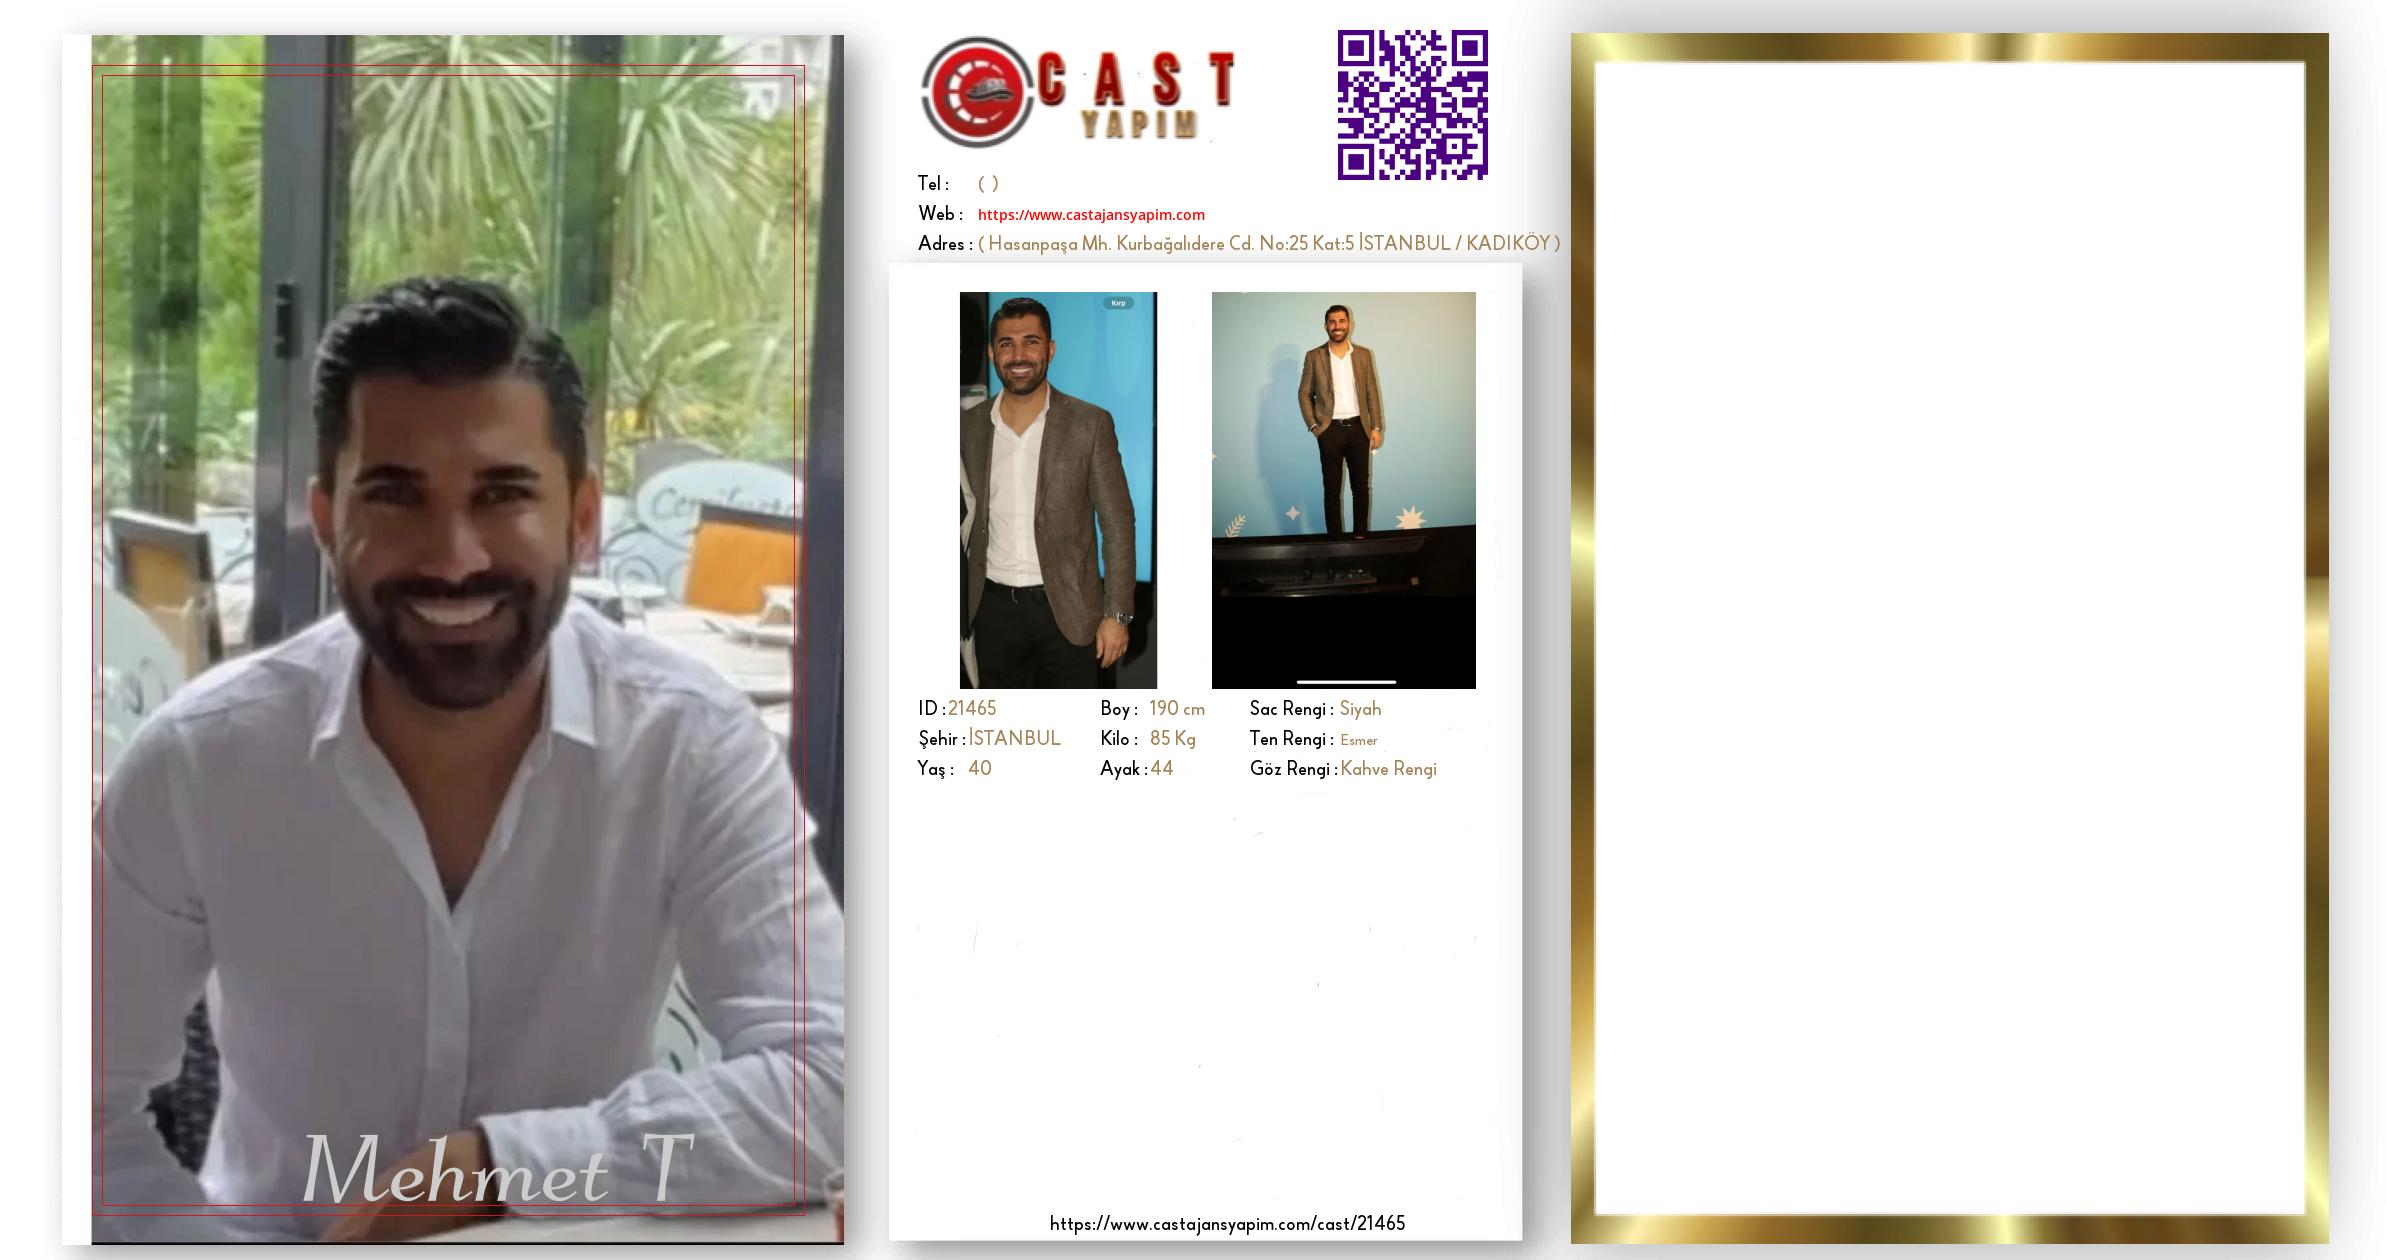 Mehmet T
CAST
YAPIM
Tel : ( )
Web : https://www.castajansyapim.com
Adres : ( Hasanpaşa Mh. Kurbağalıdere Cd. No:25 Kat:5 İSTANBUL / KADIKÖY )
Kırp
ID : 21465 Boy : 190 cm Sac Rengi : Siyah
Şehir : İSTANBUL Kilo : 85 Kg Ten Rengi : Esmer
Yaş : 40 Ayak : 44 Göz Rengi : Kahve Rengi
https://www.castajansyapim.com/cast/21465